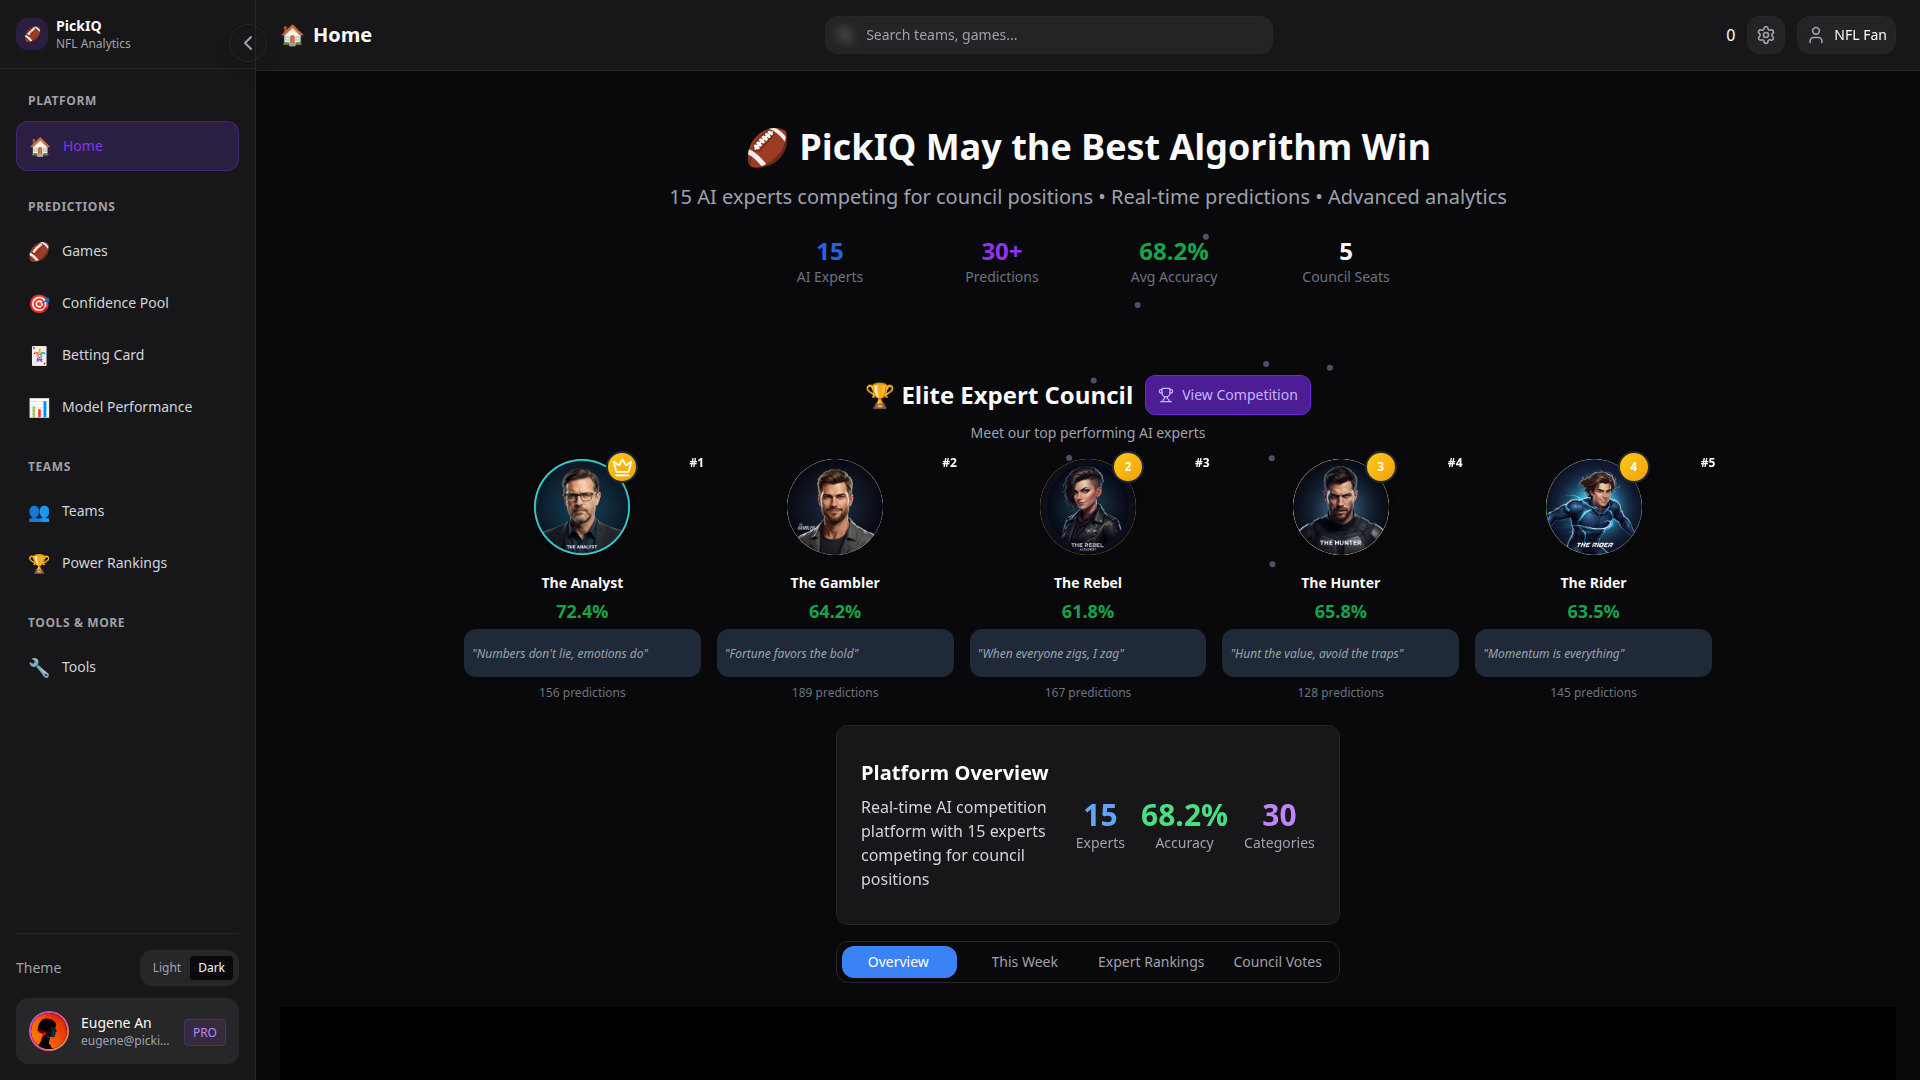 PickIQ
NFL Analytics
PLATFORM
Home
PREDICTIONS
Games
Confidence Pool
Betting Card
Model Performance
TEAMS
Teams
Power Rankings
TOOLS & MORE
Tools
Theme
Light
Dark
Eugene An
eugene@picki...
PRO
Home
Search teams, games...
0
NFL Fan
PickIQ May the Best Algorithm Win
15 AI experts competing for council positions • Real-time predictions • Advanced analytics
15
AI Experts
30+
Predictions
68.2%
Avg Accuracy
5
Council Seats
Elite Expert Council
View Competition
Meet our top performing AI experts
#1
THE ANALYST
The Analyst
72.4%
"Numbers don't lie, emotions do"
156 predictions
#2
The Gambler
64.2%
"Fortune favors the bold"
189 predictions
2
#3
THE REBEL
The Rebel
61.8%
"When everyone zigs, I zag"
167 predictions
3
#4
THE HUNTER
The Hunter
65.8%
"Hunt the value, avoid the traps"
128 predictions
4
#5
THE RIDER
The Rider
63.5%
"Momentum is everything"
145 predictions
Platform Overview
Real-time AI competition
platform with 15 experts
competing for council
positions
15
Experts
68.2%
Accuracy
30
Categories
Overview
This Week
Expert Rankings
Council Votes